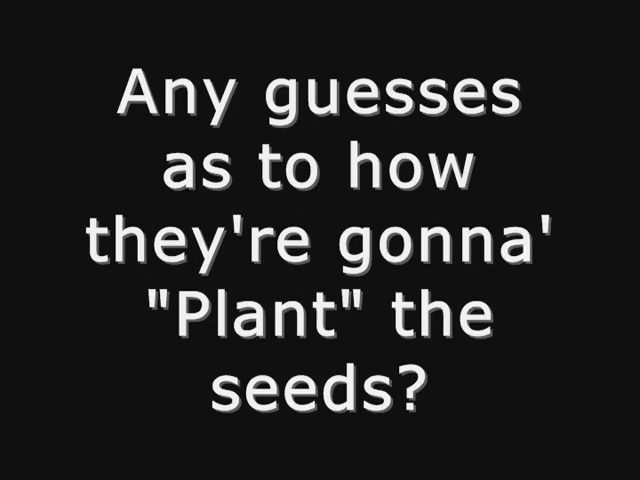 Any guesses
as to how
they're gonna'
"Plant" the
seeds?